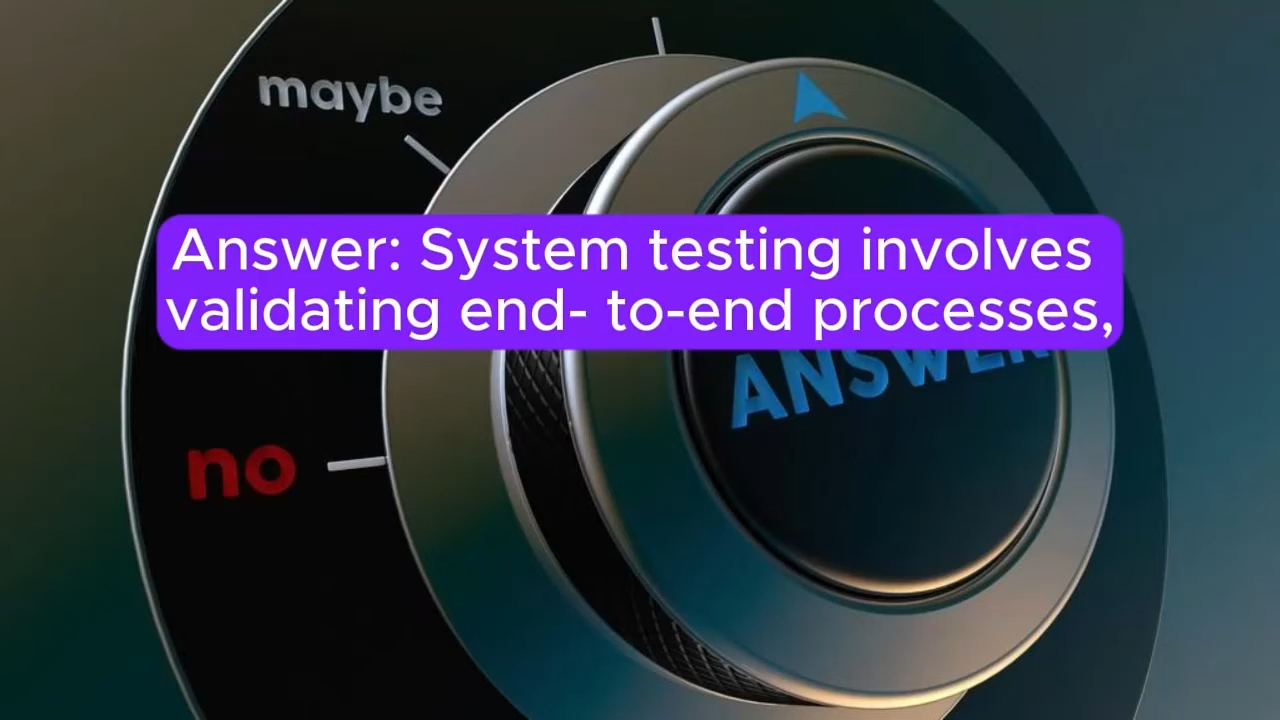 maybe
Answer: System testing involves
validating end- to-end processes,
ANSWER
no